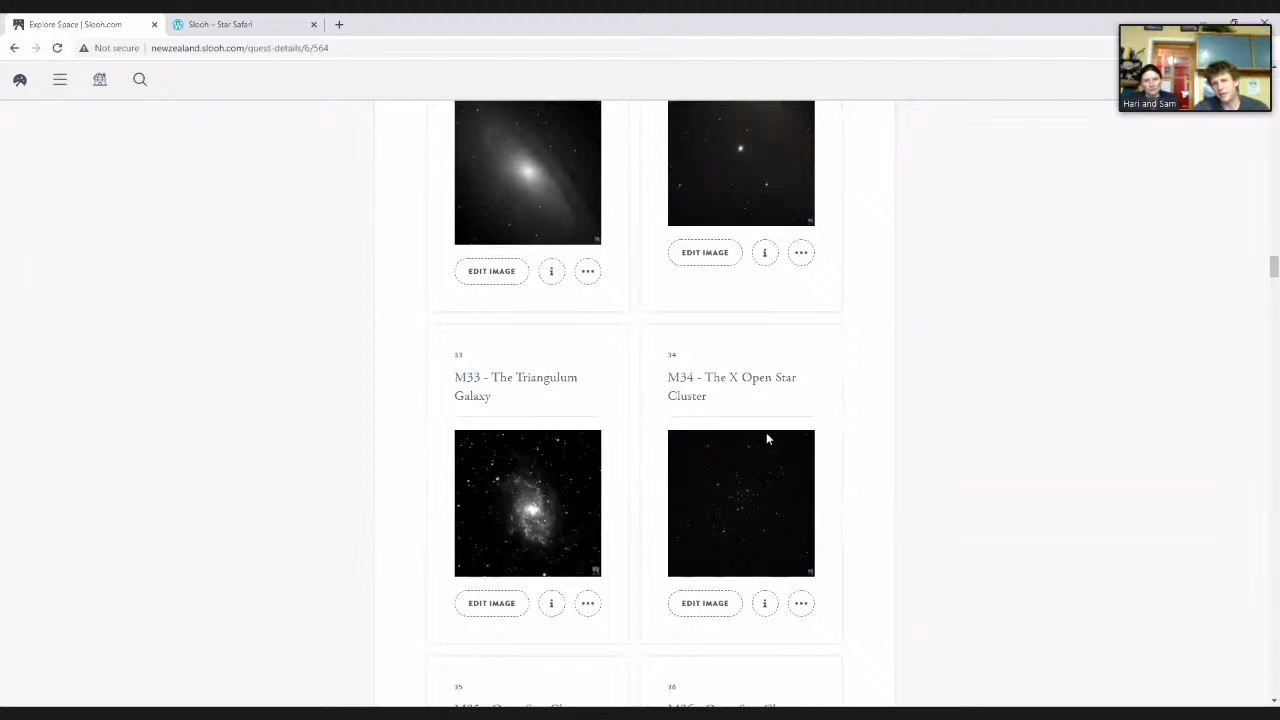 Explore Space | Slooh.com
Slooh – Star Safari
Not secure
newzealand.slooh.com/quest-details/6/564
Hari and Sam
EDIT IMAGE
i
EDIT IMAGE
i
33
34
M33 - The Triangulum
Galaxy
M34 - The X Open Star
Cluster
EDIT IMAGE
i
EDIT IMAGE
i
35
36